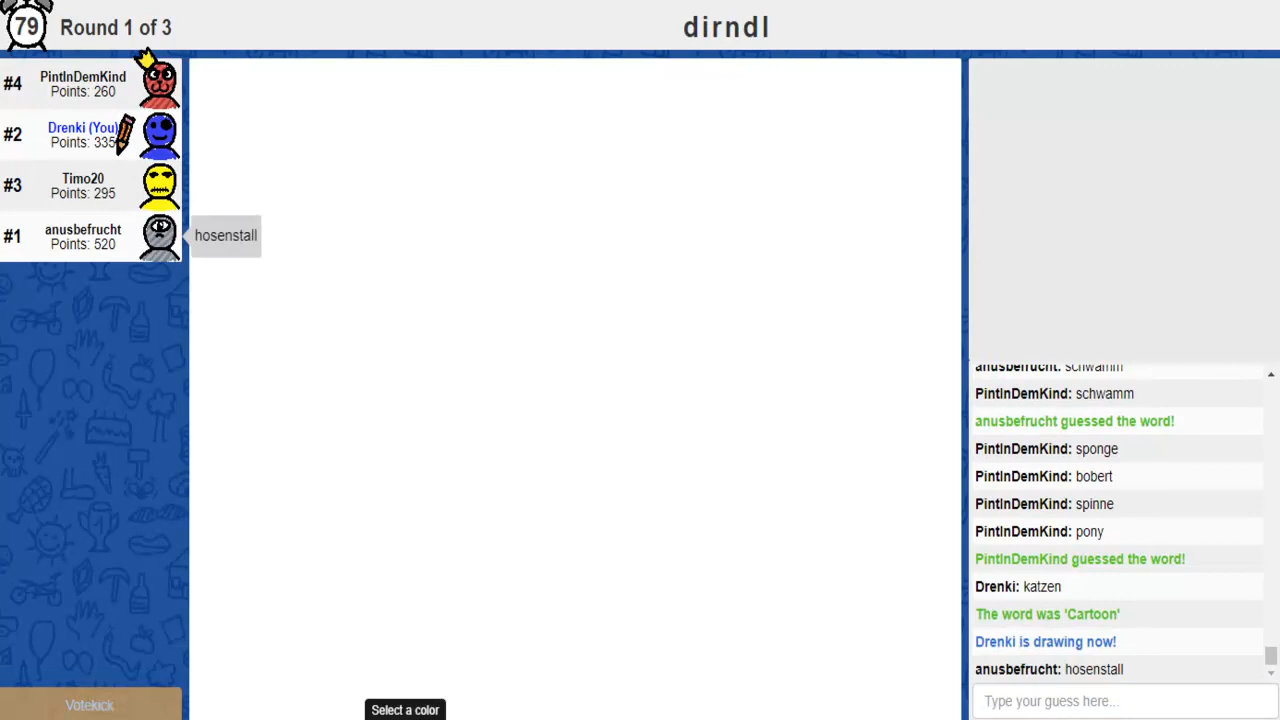 79
Round 1 of 3
dirndl
#4
PintInDemKind
Points: 260
#2
Drenki (You)
Points: 335
#3
Timo20
Points: 295
#1
anusbefrucht
Points: 520
hosenstall
anusbefrucht: schwamm
PintInDemKind: schwamm
anusbefrucht guessed the word!
PintInDemKind: sponge
PintInDemKind: bobert
PintInDemKind: spinne
PintInDemKind: pony
PintInDemKind guessed the word!
Drenki: katzen
The word was 'Cartoon'
Drenki is drawing now!
anusbefrucht: hosenstall
Type your guess here...
Votekick
Select a color